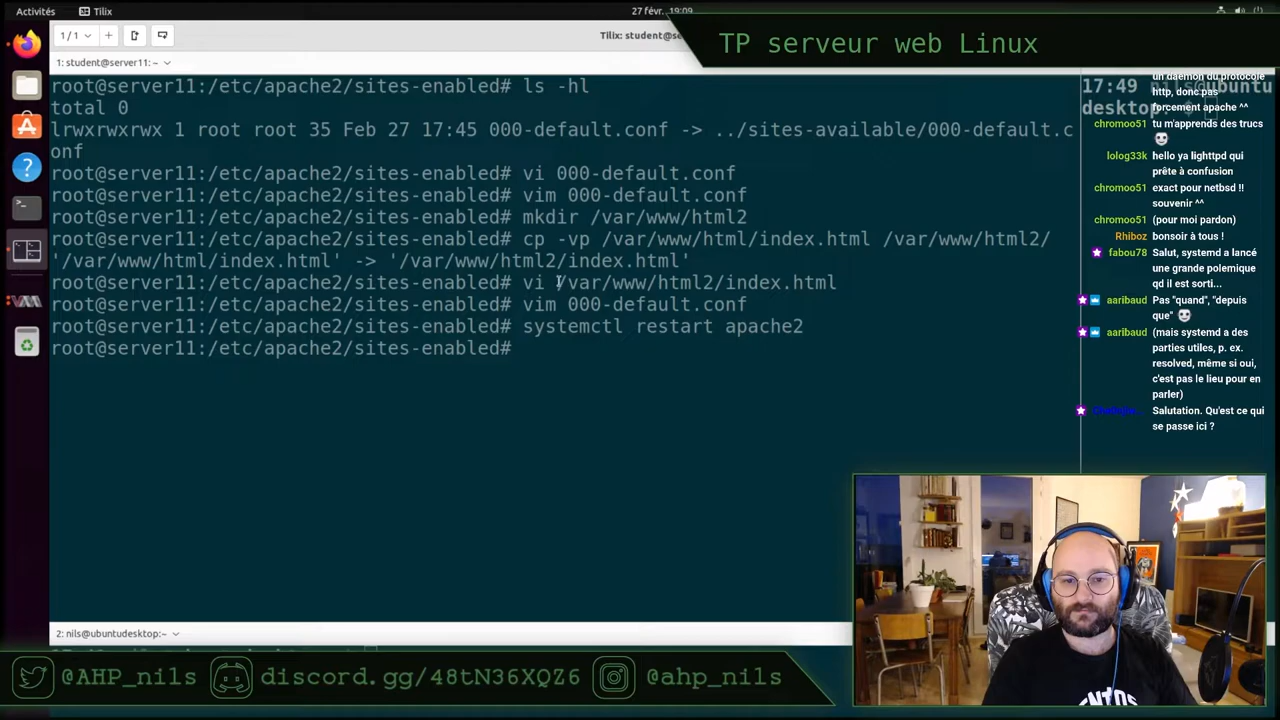 Activités
Tilix
27 févr. 19:09
1 / 1
Tilix: student@se
TP serveur web Linux
1: student@server11: ~
root@server11:/etc/apache2/sites-enabled# ls -hl
total 0
lrwxrwxrwx 1 root root 35 Feb 27 17:45 000-default.conf -> ../sites-available/000-default.c
onf
root@server11:/etc/apache2/sites-enabled# vi 000-default.conf
root@server11:/etc/apache2/sites-enabled# vim 000-default.conf
root@server11:/etc/apache2/sites-enabled# mkdir /var/www/html2
root@server11:/etc/apache2/sites-enabled# cp -vp /var/www/html/index.html /var/www/html2/
'/var/www/html/index.html' -> '/var/www/html2/index.html'
root@server11:/etc/apache2/sites-enabled# vi /var/www/html2/index.html
root@server11:/etc/apache2/sites-enabled# vim 000-default.conf
root@server11:/etc/apache2/sites-enabled# systemctl restart apache2
root@server11:/etc/apache2/sites-enabled#
17:49 nils@ubuntu
desktop
un daemon du protocole
http, donc pas
forcement apache ^^
chromoo51 tu m'apprends des trucs
lolog33k hello ya lighttpd qui
prête à confusion
chromoo51 exact pour netbsd !!
souvenir ^^
chromoo51 (pour moi pardon)
Rhiboz bonsoir à tous !
fabou78 Salut, systemd a lancé
une grande polemique
qd il est sorti...
aaribaud Pas "quand", "depuis
que"
aaribaud (mais systemd a des
parties utiles, p. ex.
resolved, même si oui,
c'est pas le lieu pour en
parler)
Salutation. Qu'est ce qui
se passe ici ?
2: nils@ubuntudesktop:~
@AHP_nils
discord.gg/48tN36XQZ6
@ahp_nils